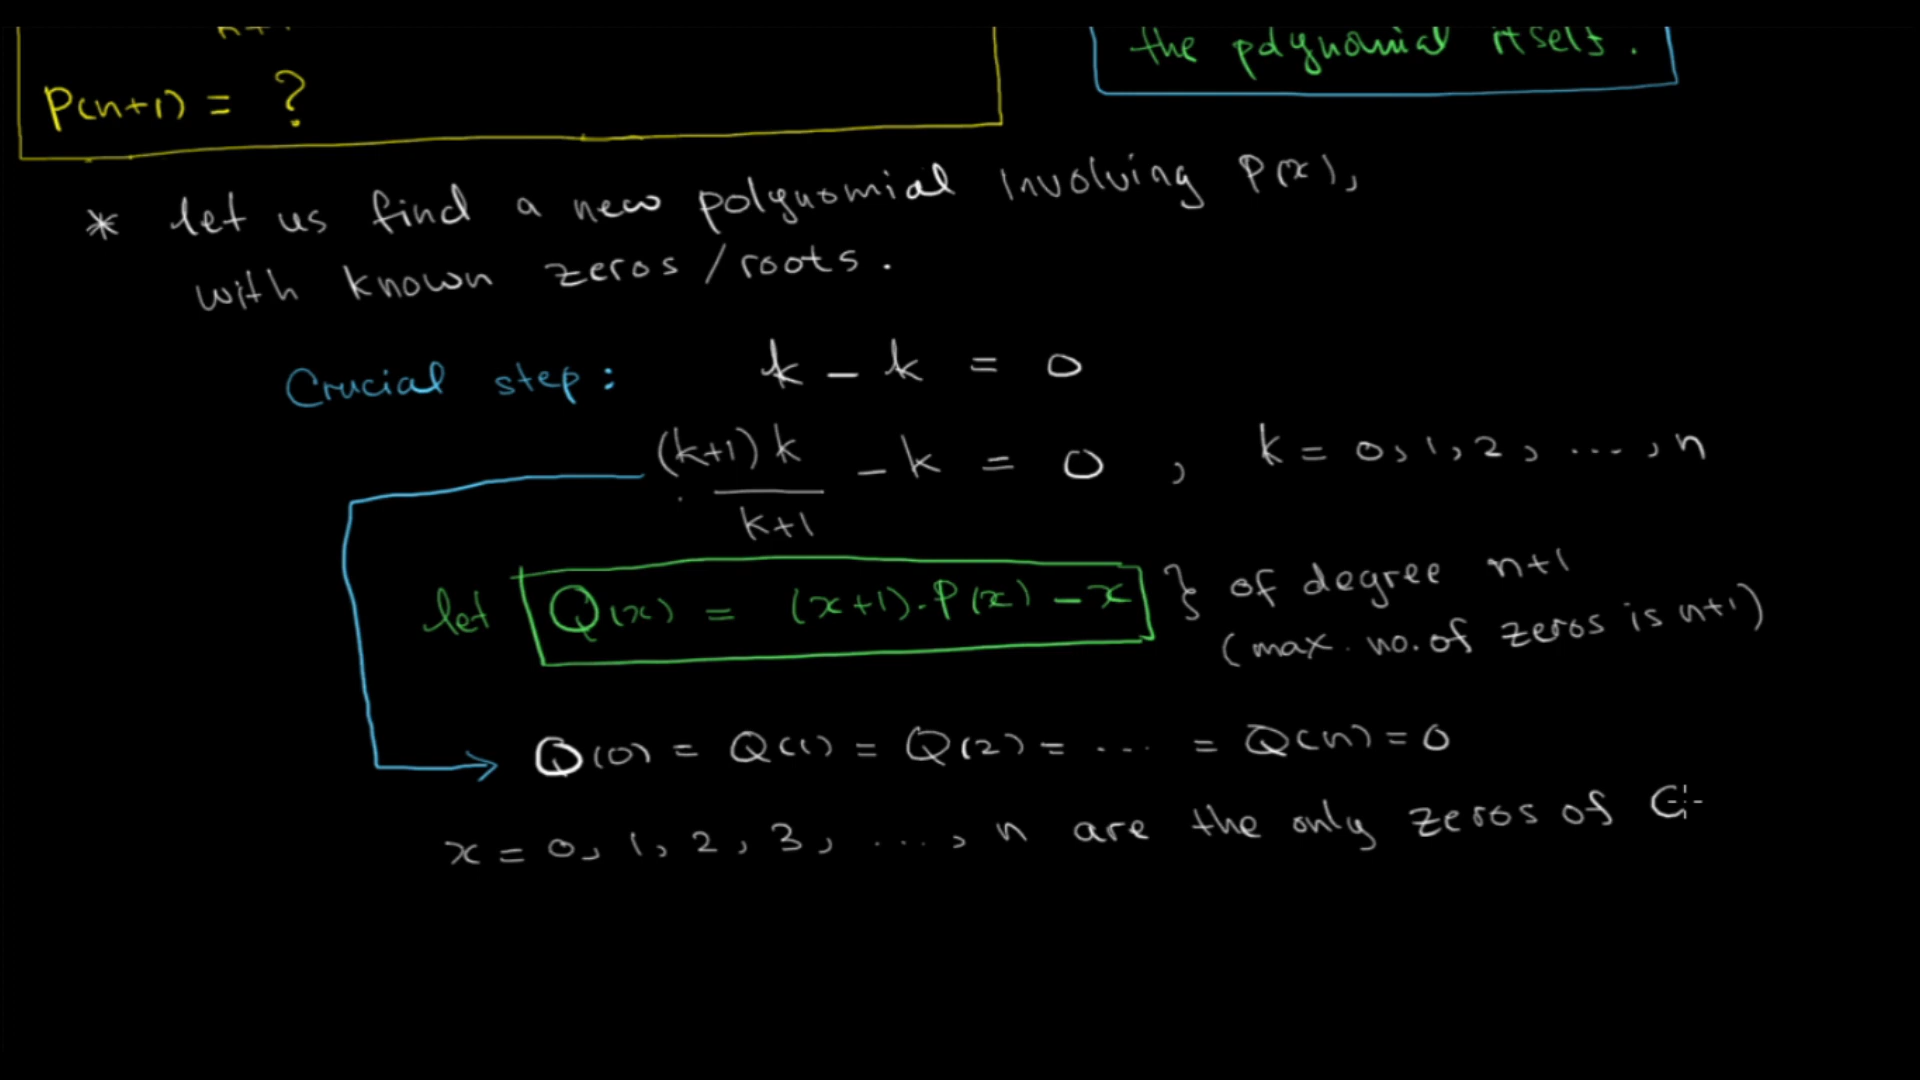 the polynomial itself.
P(n+1) = ?
* let us find a new polynomial involving P(x),
with known zeros / roots.
Crucial step: k - k = 0
(k+1) k / k+1 - k = 0 , k = 0, 1, 2, ..., n
let Q(x) = (x+1). P(x) - x } of degree n+1
(max. no. of zeros is n+1)
Q(0) = Q(1) = Q(2) = ... = Q(n) = 0
x = 0, 1, 2, 3, ..., n are the only zeros of